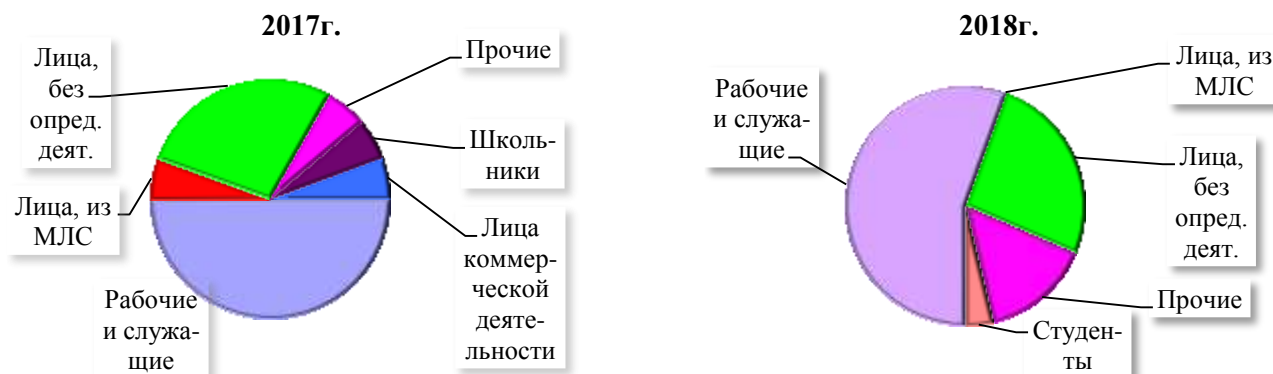 2017г.
Лица,
без
опред.
деят.
Прочие
Школь-
ники
Лица, из
МЛС
Лица
коммер-
ческой
деяте-
льности
Рабочие
и служа-
щие
2018г.
Лица, из
МЛС
Рабочие
и служа-
щие
Лица,
без
опред.
деят.
Прочие
Студен-
ты